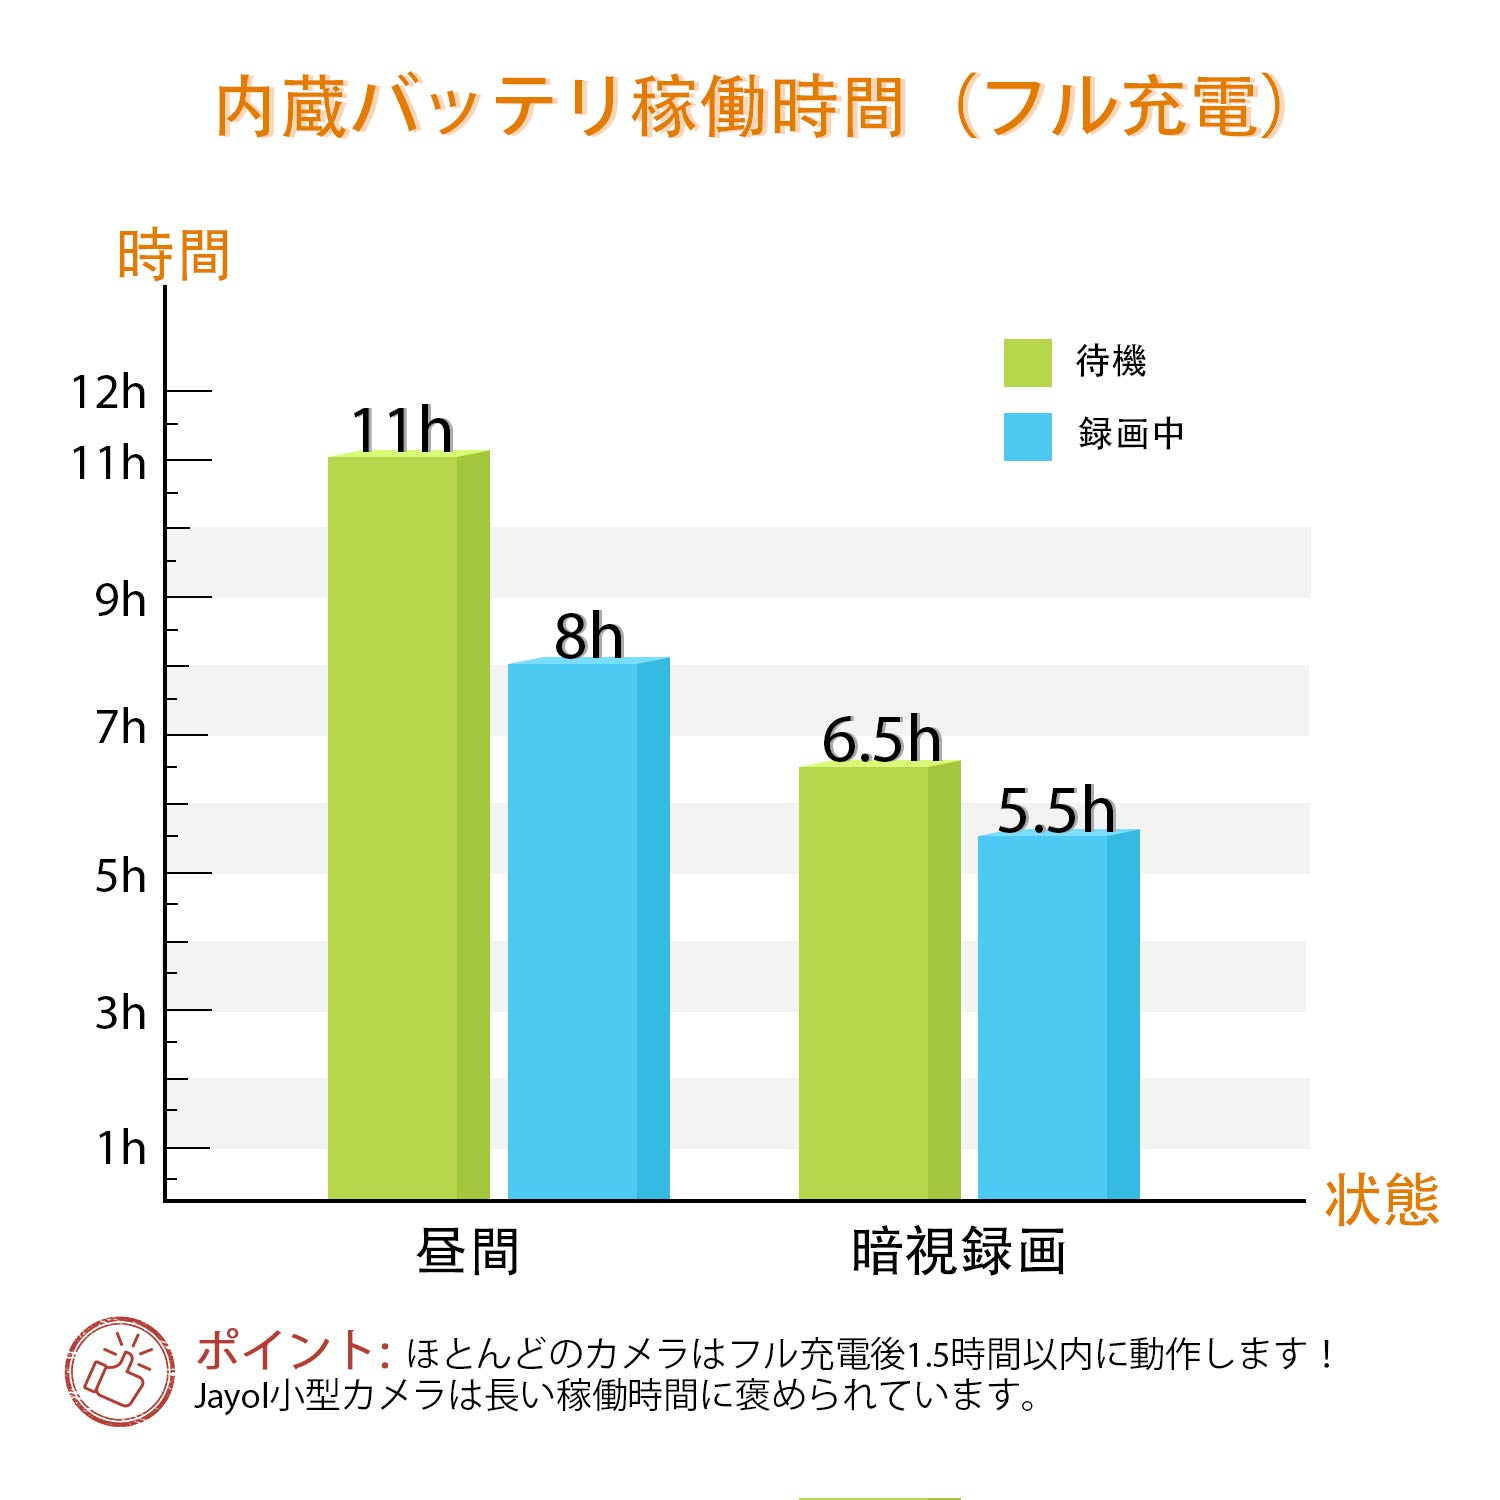 内蔵バッテリ稼働時間（フル充電）
時間
12h
11h
9h
7h
5h
3h
1h
待機
録画中
11h
8h
6.5h
5.5h
昼間
暗視録画
状態
ポイント: ほとんどのカメラはフル充電後1.5時間以内に動作します！
Jayol小型カメラは長い稼働時間に褒められています。